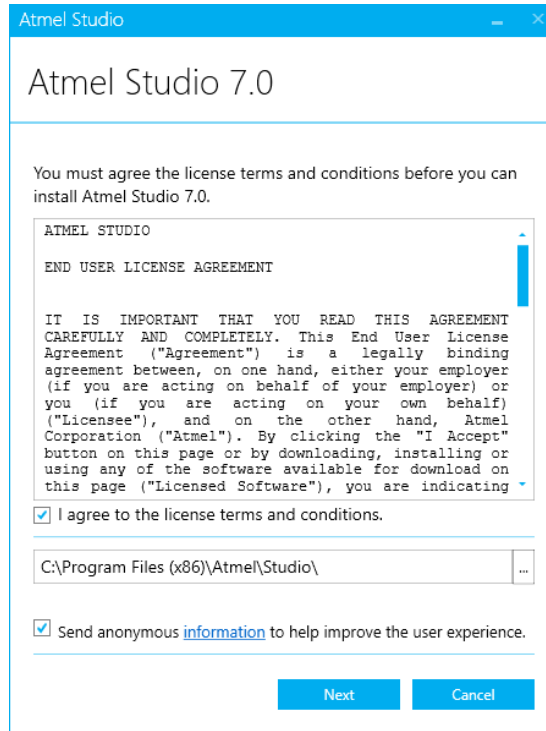 Atmel Studio
Atmel Studio 7.0
You must agree the license terms and conditions before you can
install Atmel Studio 7.0.
ATMEL STUDIO
END USER LICENSE AGREEMENT
IT IS IMPORTANT THAT YOU READ THIS AGREEMENT
CAREFULLY AND COMPLETELY. This End User License
Agreement ("Agreement") is a legally binding
agreement between, on one hand, either your employer
(if you are acting on behalf of your employer) or
you (if you are acting on your own behalf)
("Licensee"), and on the other hand, Atmel
Corporation ("Atmel"). By clicking the "I Accept"
button on this page or by downloading, installing or
using any of the software available for download on
this page ("Licensed Software"), you are indicating
I agree to the license terms and conditions.
C:\Program Files (x86)\Atmel\Studio\
...
Send anonymous information to help improve the user experience.
Next Cancel